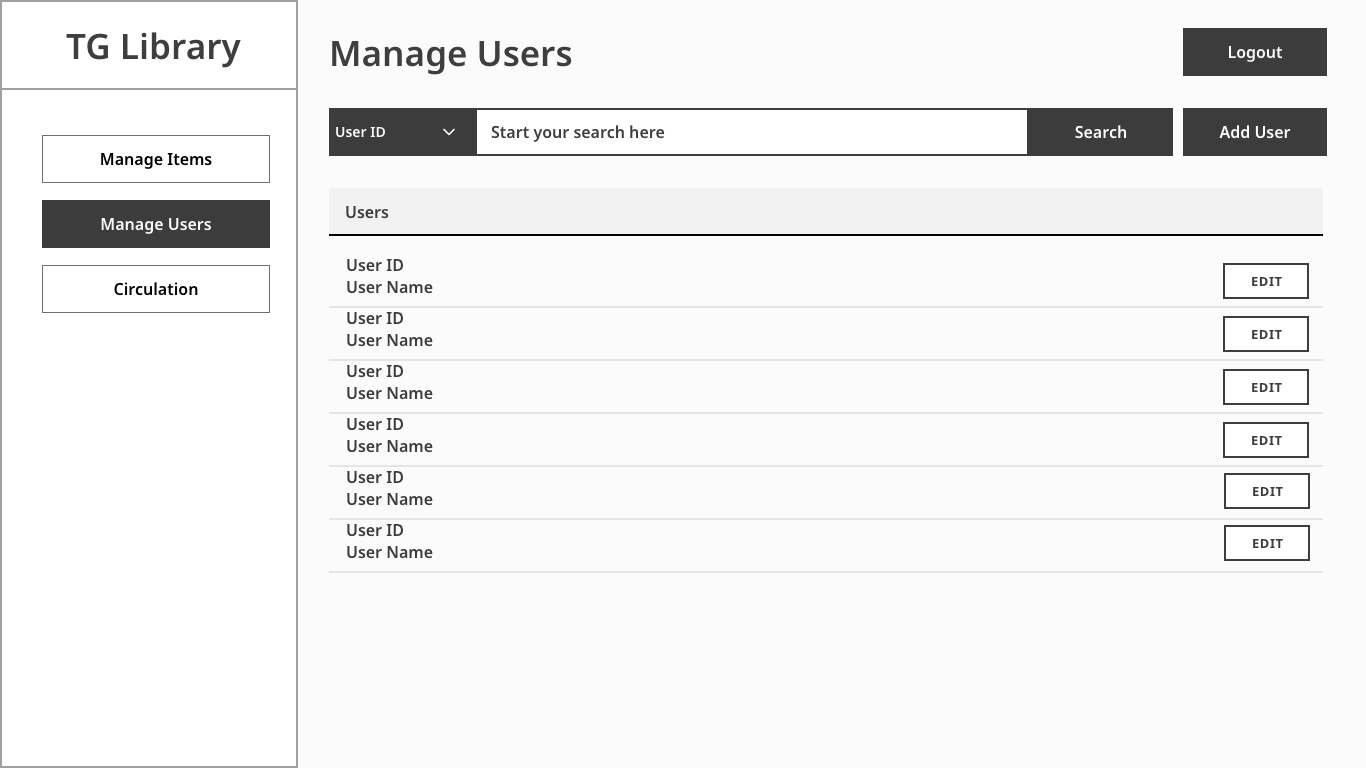 TG Library
Manage Items
Manage Users
Circulation
Manage Users
Logout
User ID
Start your search here
Search
Add User
Users
User ID
User Name
EDIT
User ID
User Name
EDIT
User ID
User Name
EDIT
User ID
User Name
EDIT
User ID
User Name
EDIT
User ID
User Name
EDIT